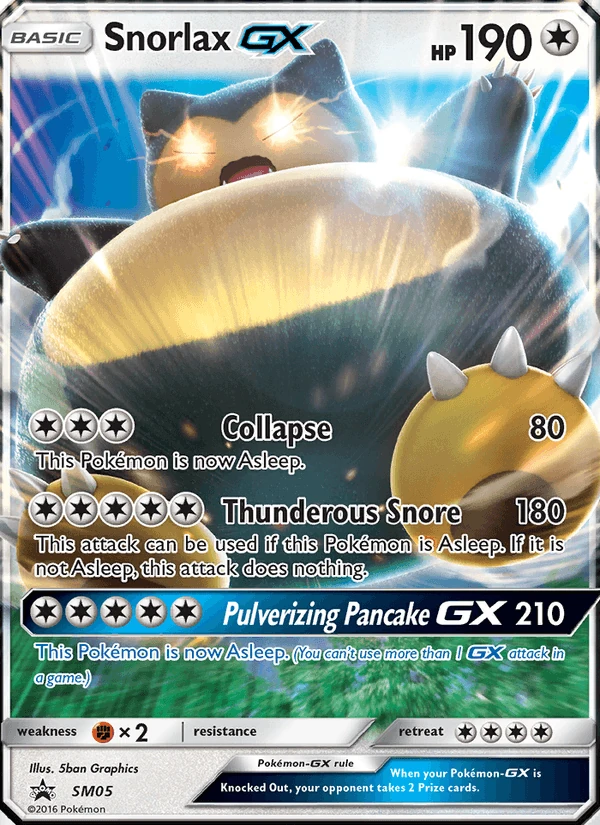 BASIC Snorlax GX HP 190
Collapse 80
This Pokémon is now Asleep.
Thunderous Snore 180
This attack can be used if this Pokémon is Asleep. If it is
not Asleep, this attack does nothing.
Pulverizing Pancake GX 210
This Pokémon is now Asleep. (You can't use more than 1 GX attack in
a game.)
weakness × 2 resistance retreat
Illus. 5ban Graphics
Pokémon-GX rule
When your Pokémon-GX is
Knocked Out, your opponent takes 2 Prize cards.
SM05
©2016 Pokémon